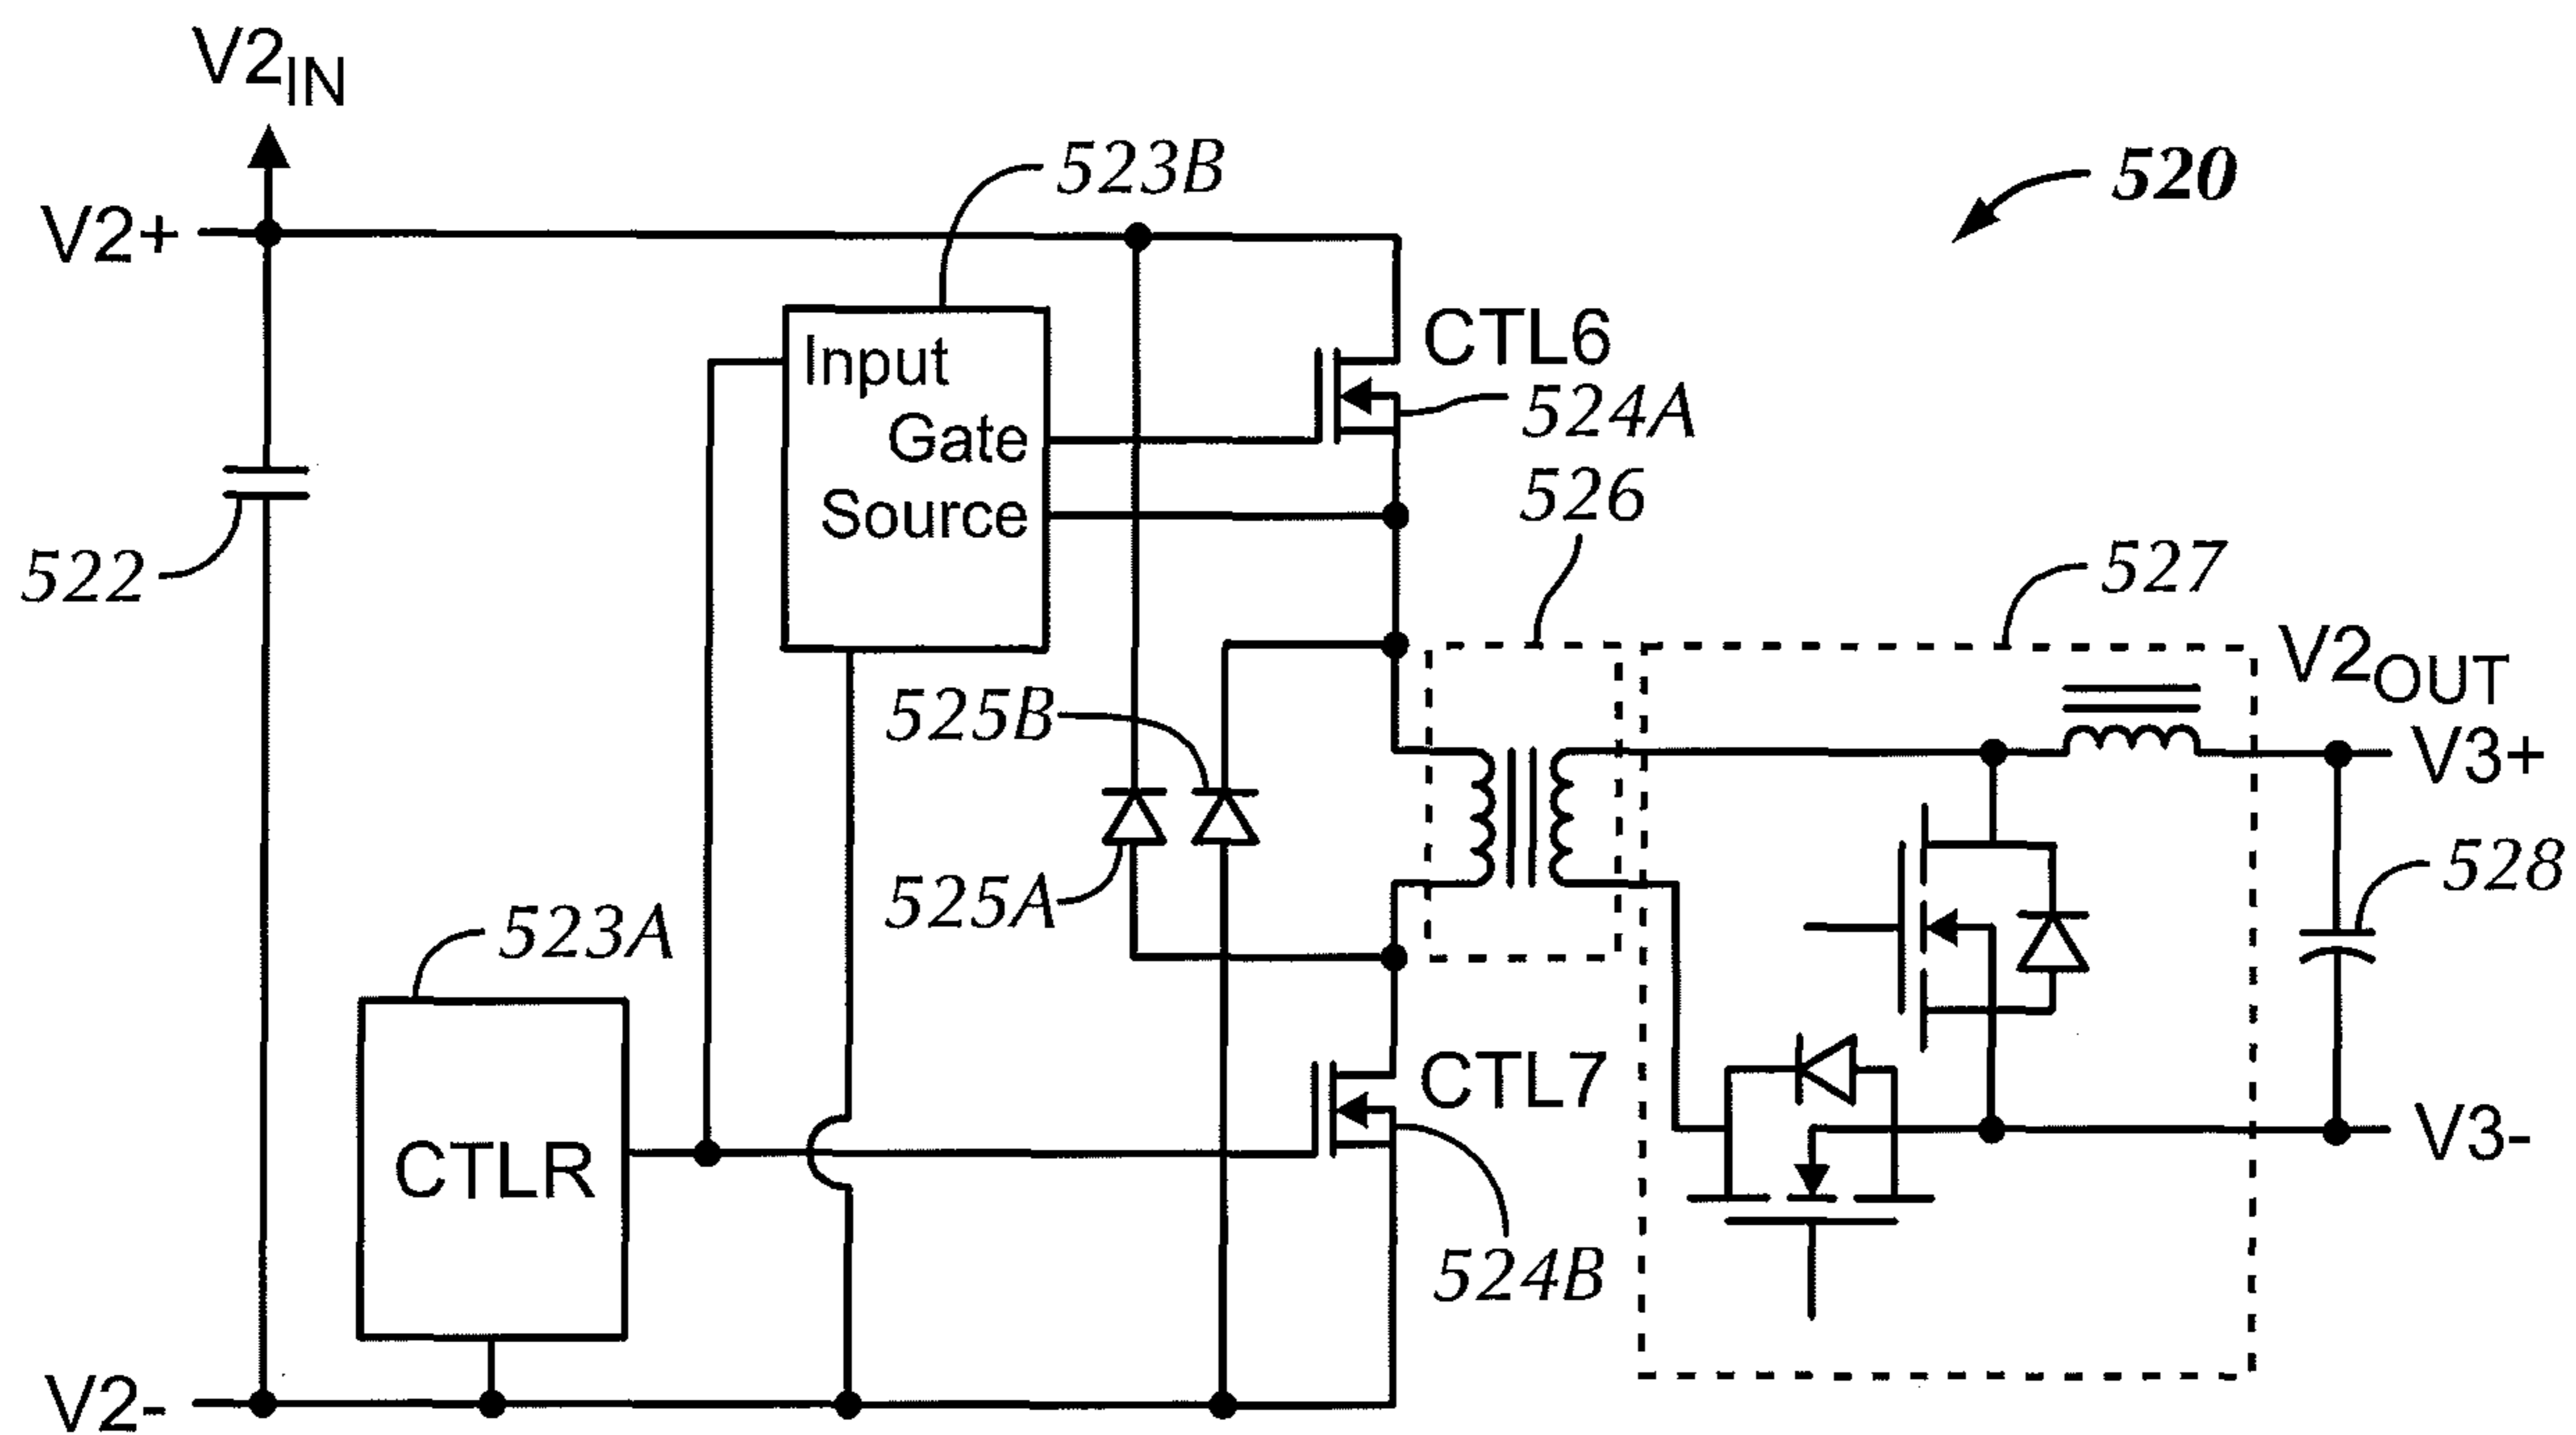 V2IN
523B
520
V2+
Input
Gate
Source
CTL6
524A
526
522
527
525B
V2OUT
V3+
525A
528
523A
CTLR
CTL7
V3-
524B
V2-